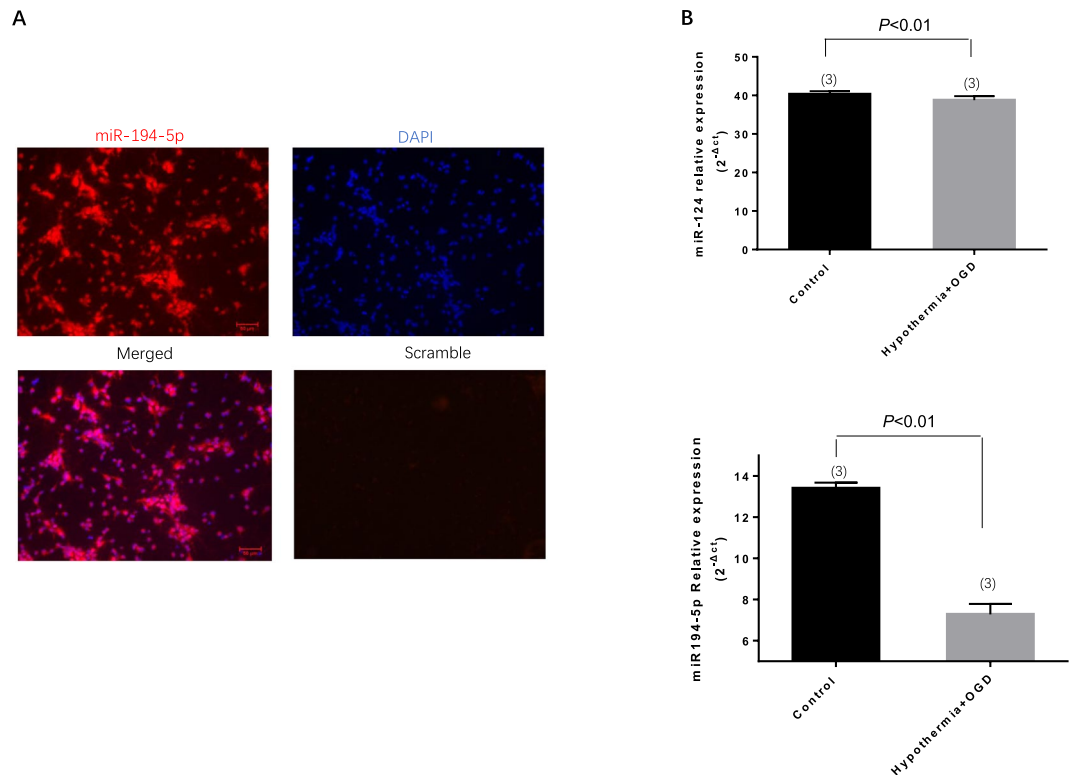 A
miR-194-5p
DAPI
Merged
Scramble
B
P<0.01
miR-124 relative expression
(2-Δct)
50
40
30
20
10
0
(3)
(3)
Control
Hypothermia+OGD
P<0.01
miR194-5p Relative expression
(2-Δct)
14
12
10
8
6
(3)
(3)
Control
Hypothermia+OGD